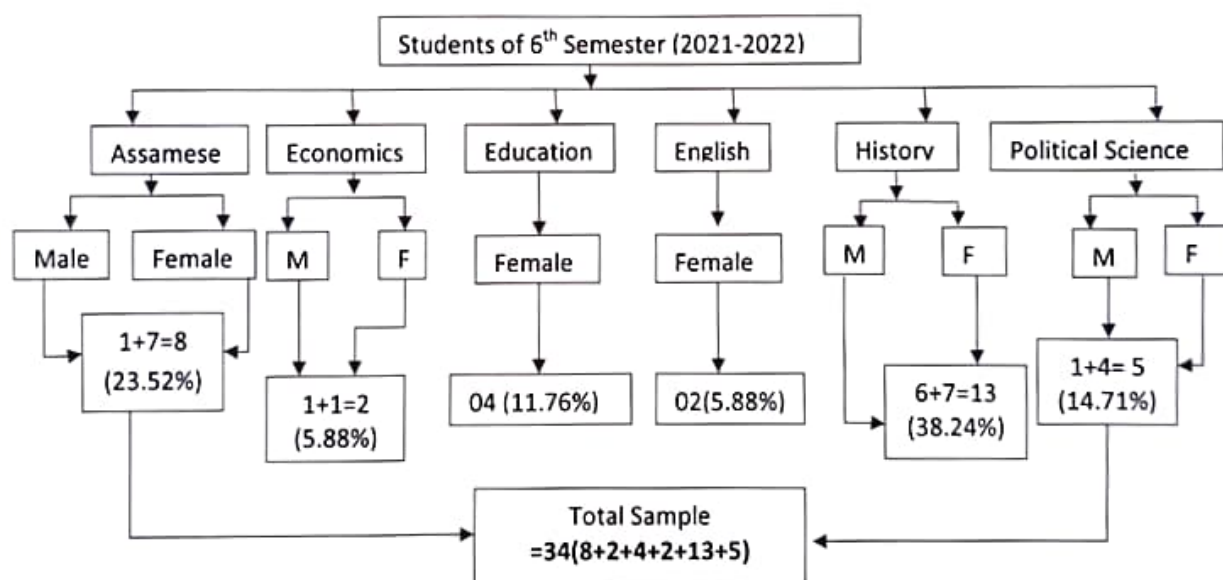 Students of 6th Semester (2021-2022)
Assamese
Economics
Education
English
History
Political Science
Male
Female
M
F
Female
Female
M
F
M
F
1+7=8
(23.52%)
1+1=2
(5.88%)
04 (11.76%)
02(5.88%)
6+7=13
(38.24%)
1+4= 5
(14.71%)
Total Sample
=34(8+2+4+2+13+5)